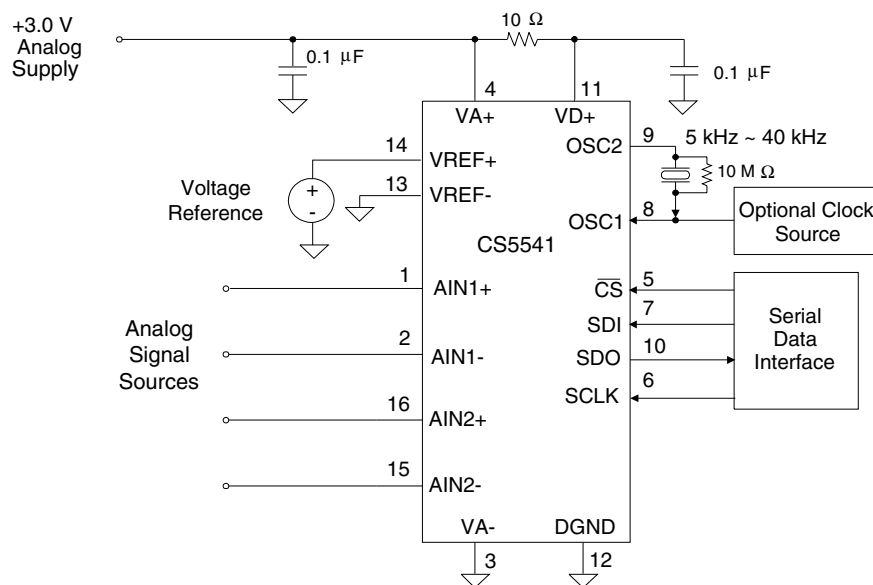 +3.0 V
Analog
Supply
0.1 µF
10 Ω
0.1 µF
4
11
VA+
VD+
14
VREF+
13
VREF-
Voltage
Reference
+
-
OSC2
9
5 kHz ~ 40 kHz
10 M Ω
OSC1
8
Optional Clock
Source
CS5541
1
AIN1+
2
AIN1-
16
AIN2+
15
AIN2-
Analog
Signal
Sources
CS
5
SDI
7
SDO
10
SCLK
6
Serial
Data
Interface
VA-
DGND
3
12